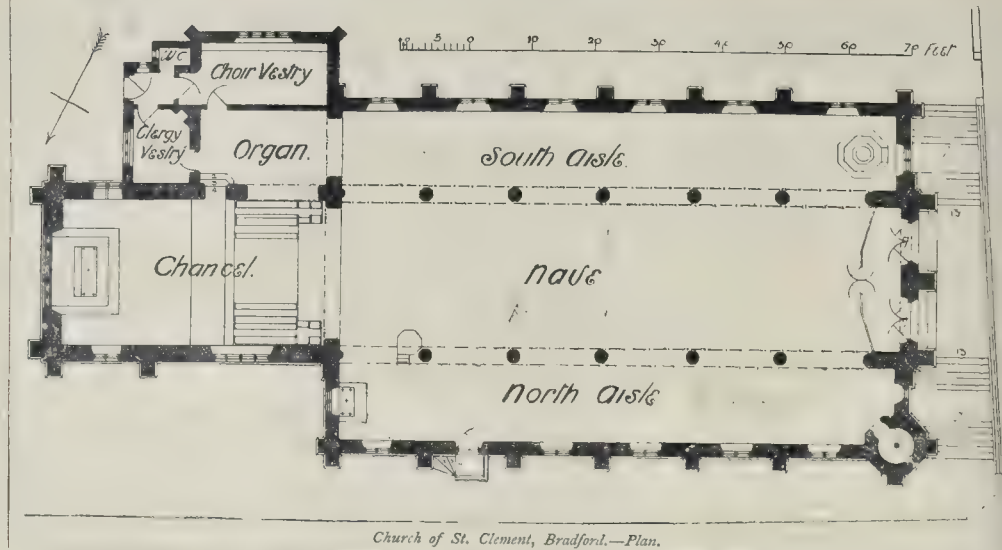 10 5 0 10 20 30 40 50 60 70 Feet
WC
Choir Vestry
Clergy
Vestry
Organ.
South Aisle.
Chancel.
Nave
North Aisle
Church of St. Clement, Bradford.—Plan.